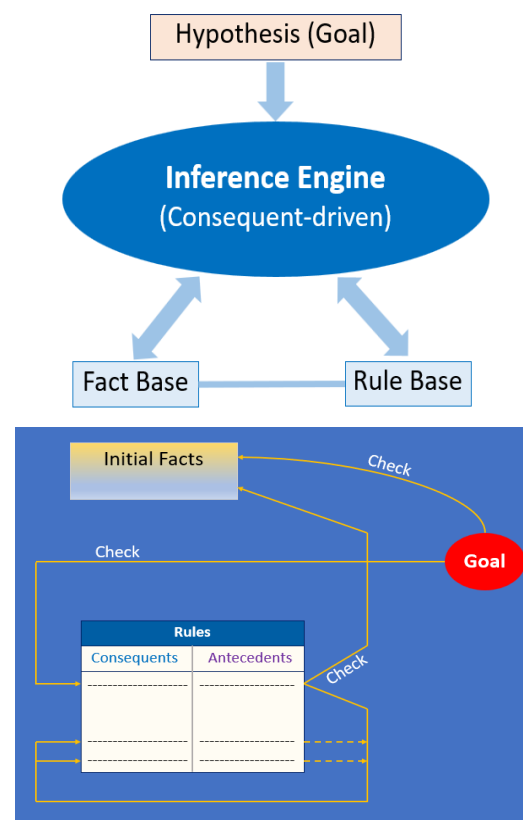 Hypothesis (Goal)
Inference Engine
(Consequent-driven)
Fact Base
Rule Base
Initial Facts
Check
Check
Goal
Rules
Consequents Antecedents
Check